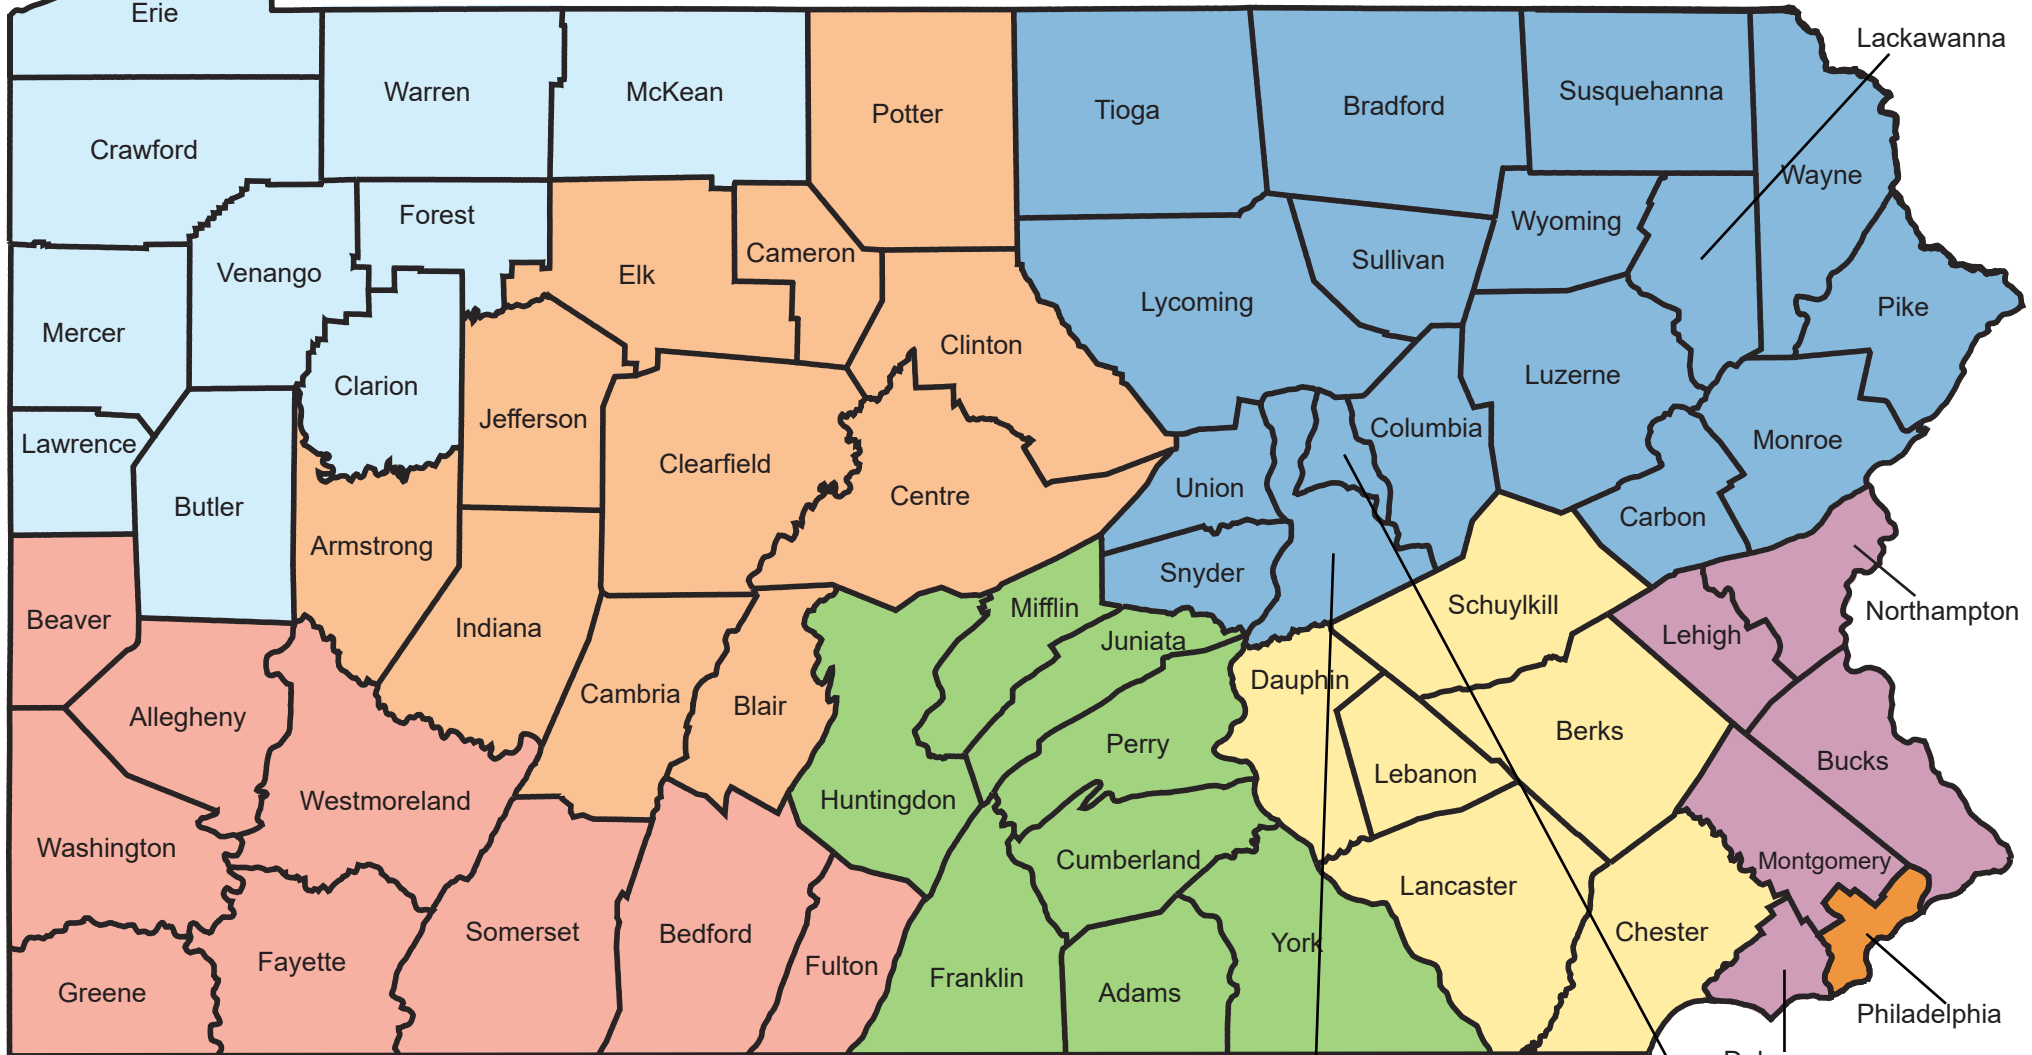 Erie
Lackawanna
Warren
McKean
Susquehanna
Potter
Tioga
Bradford
Crawford
Wayne
Forest
Wyoming
Cameron
Sullivan
Venango
Elk
Lycoming
Pike
Mercer
Clinton
Luzerne
Clarion
Jefferson
Columbia
Monroe
Lawrence
Clearfield
Union
Centre
Butler
Carbon
Armstrong
Snyder
Mifflin
Schuylkill
Northampton
Beaver
Indiana
Juniata
Lehigh
Dauphin
Cambria
Blair
Allegheny
Berks
Perry
Bucks
Lebanon
Westmoreland
Huntingdon
Washington
Cumberland
Montgomery
Lancaster
Somerset
Bedford
Chester
York
Fayette
Fulton
Franklin
Greene
Adams
Philadelphia